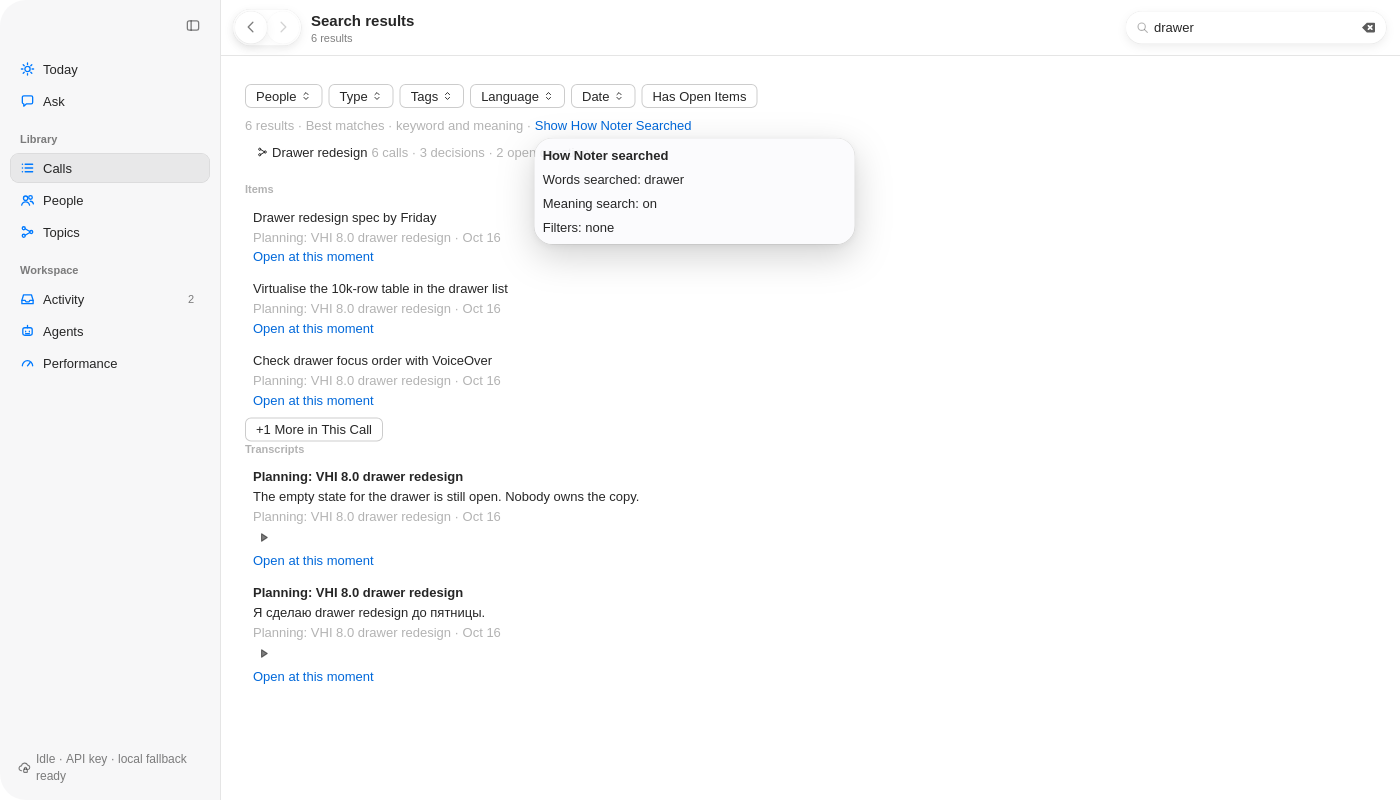 Search results
6 results
drawer
Today
Ask
Library
Calls
People
Topics
Workspace
Activity 2
Agents
Performance
Idle · API key · local fallback
ready
People Type Tags Language Date Has Open Items
6 results · Best matches · keyword and meaning · Show How Noter Searched
Drawer redesign 6 calls · 3 decisions · 2 open
How Noter searched
Words searched: drawer
Meaning search: on
Filters: none
Items
Drawer redesign spec by Friday
Planning: VHI 8.0 drawer redesign · Oct 16
Open at this moment
Virtualise the 10k-row table in the drawer list
Planning: VHI 8.0 drawer redesign · Oct 16
Open at this moment
Check drawer focus order with VoiceOver
Planning: VHI 8.0 drawer redesign · Oct 16
Open at this moment
+1 More in This Call
Transcripts
Planning: VHI 8.0 drawer redesign
The empty state for the drawer is still open. Nobody owns the copy.
Planning: VHI 8.0 drawer redesign · Oct 16
Open at this moment
Planning: VHI 8.0 drawer redesign
Я сделаю drawer redesign до пятницы.
Planning: VHI 8.0 drawer redesign · Oct 16
Open at this moment